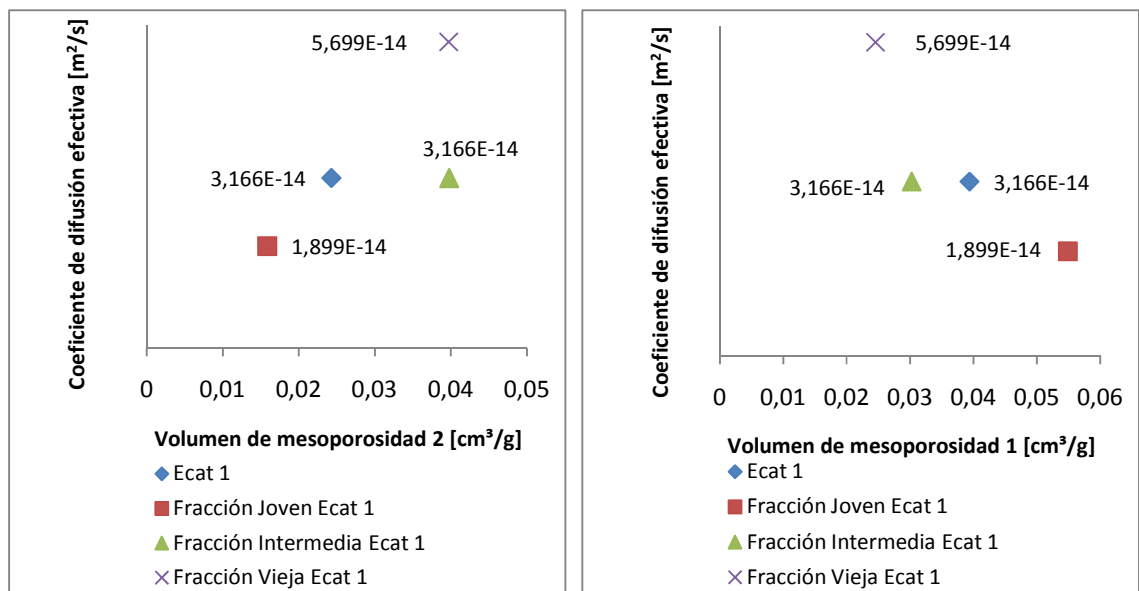 Coeficiente de difusión efectiva [m²/s]
5,699E-14
3,166E-14
3,166E-14
1,899E-14
0 0,01 0,02 0,03 0,04 0,05
Volumen de mesoporosidad 2 [cm³/g]
Ecat 1
Fracción Joven Ecat 1
Fracción Intermedia Ecat 1
Fracción Vieja Ecat 1
Coeficiente de difusión efectiva [m²/s]
5,699E-14
3,166E-14
3,166E-14
1,899E-14
0 0,01 0,02 0,03 0,04 0,05 0,06
Volumen de mesoporosidad 1 [cm³/g]
Ecat 1
Fracción Joven Ecat 1
Fracción Intermedia Ecat 1
Fracción Vieja Ecat 1